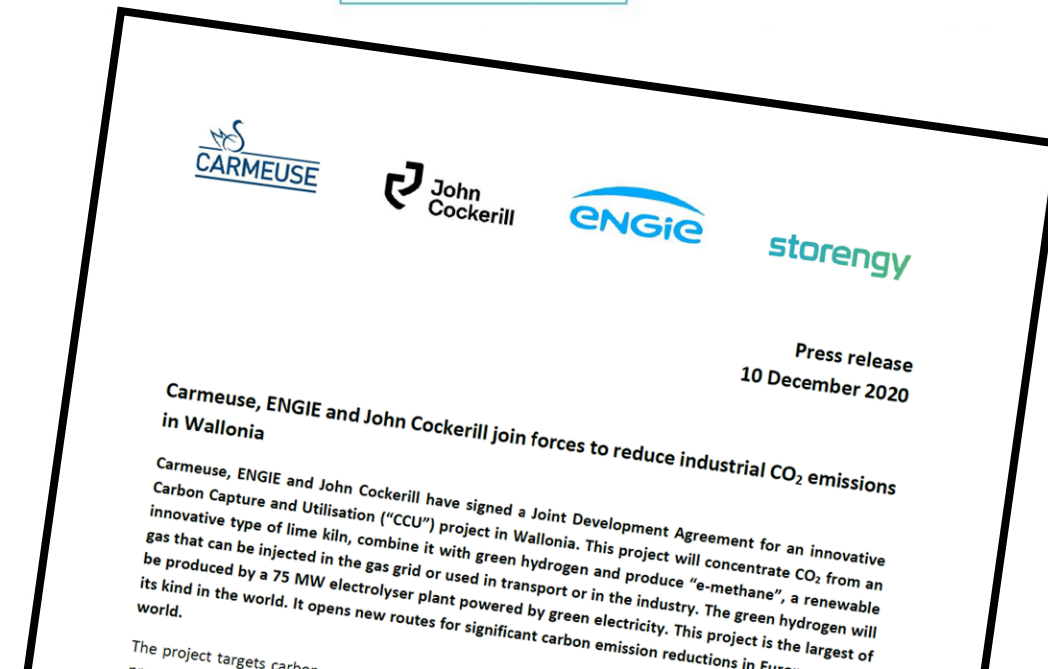 CARMEUSE
John
Cockerill
ENGIE
storengy
Press release
10 December 2020
Carmeuse, ENGIE and John Cockerill join forces to reduce industrial CO₂ emissions
in Wallonia
Carmeuse, ENGIE and John Cockerill have signed a Joint Development Agreement for an innovative
Carbon Capture and Utilisation (“CCU”) project in Wallonia. This project will concentrate CO₂ from an
innovative type of lime kiln, combine it with green hydrogen and produce “e-methane”, a renewable
gas that can be injected in the gas grid or used in transport or in the industry. The green hydrogen will
be produced by a 75 MW electrolyser plant powered by green electricity. This project is the largest of
its kind in the world. It opens new routes for significant carbon emission reductions in
world.
The project targets